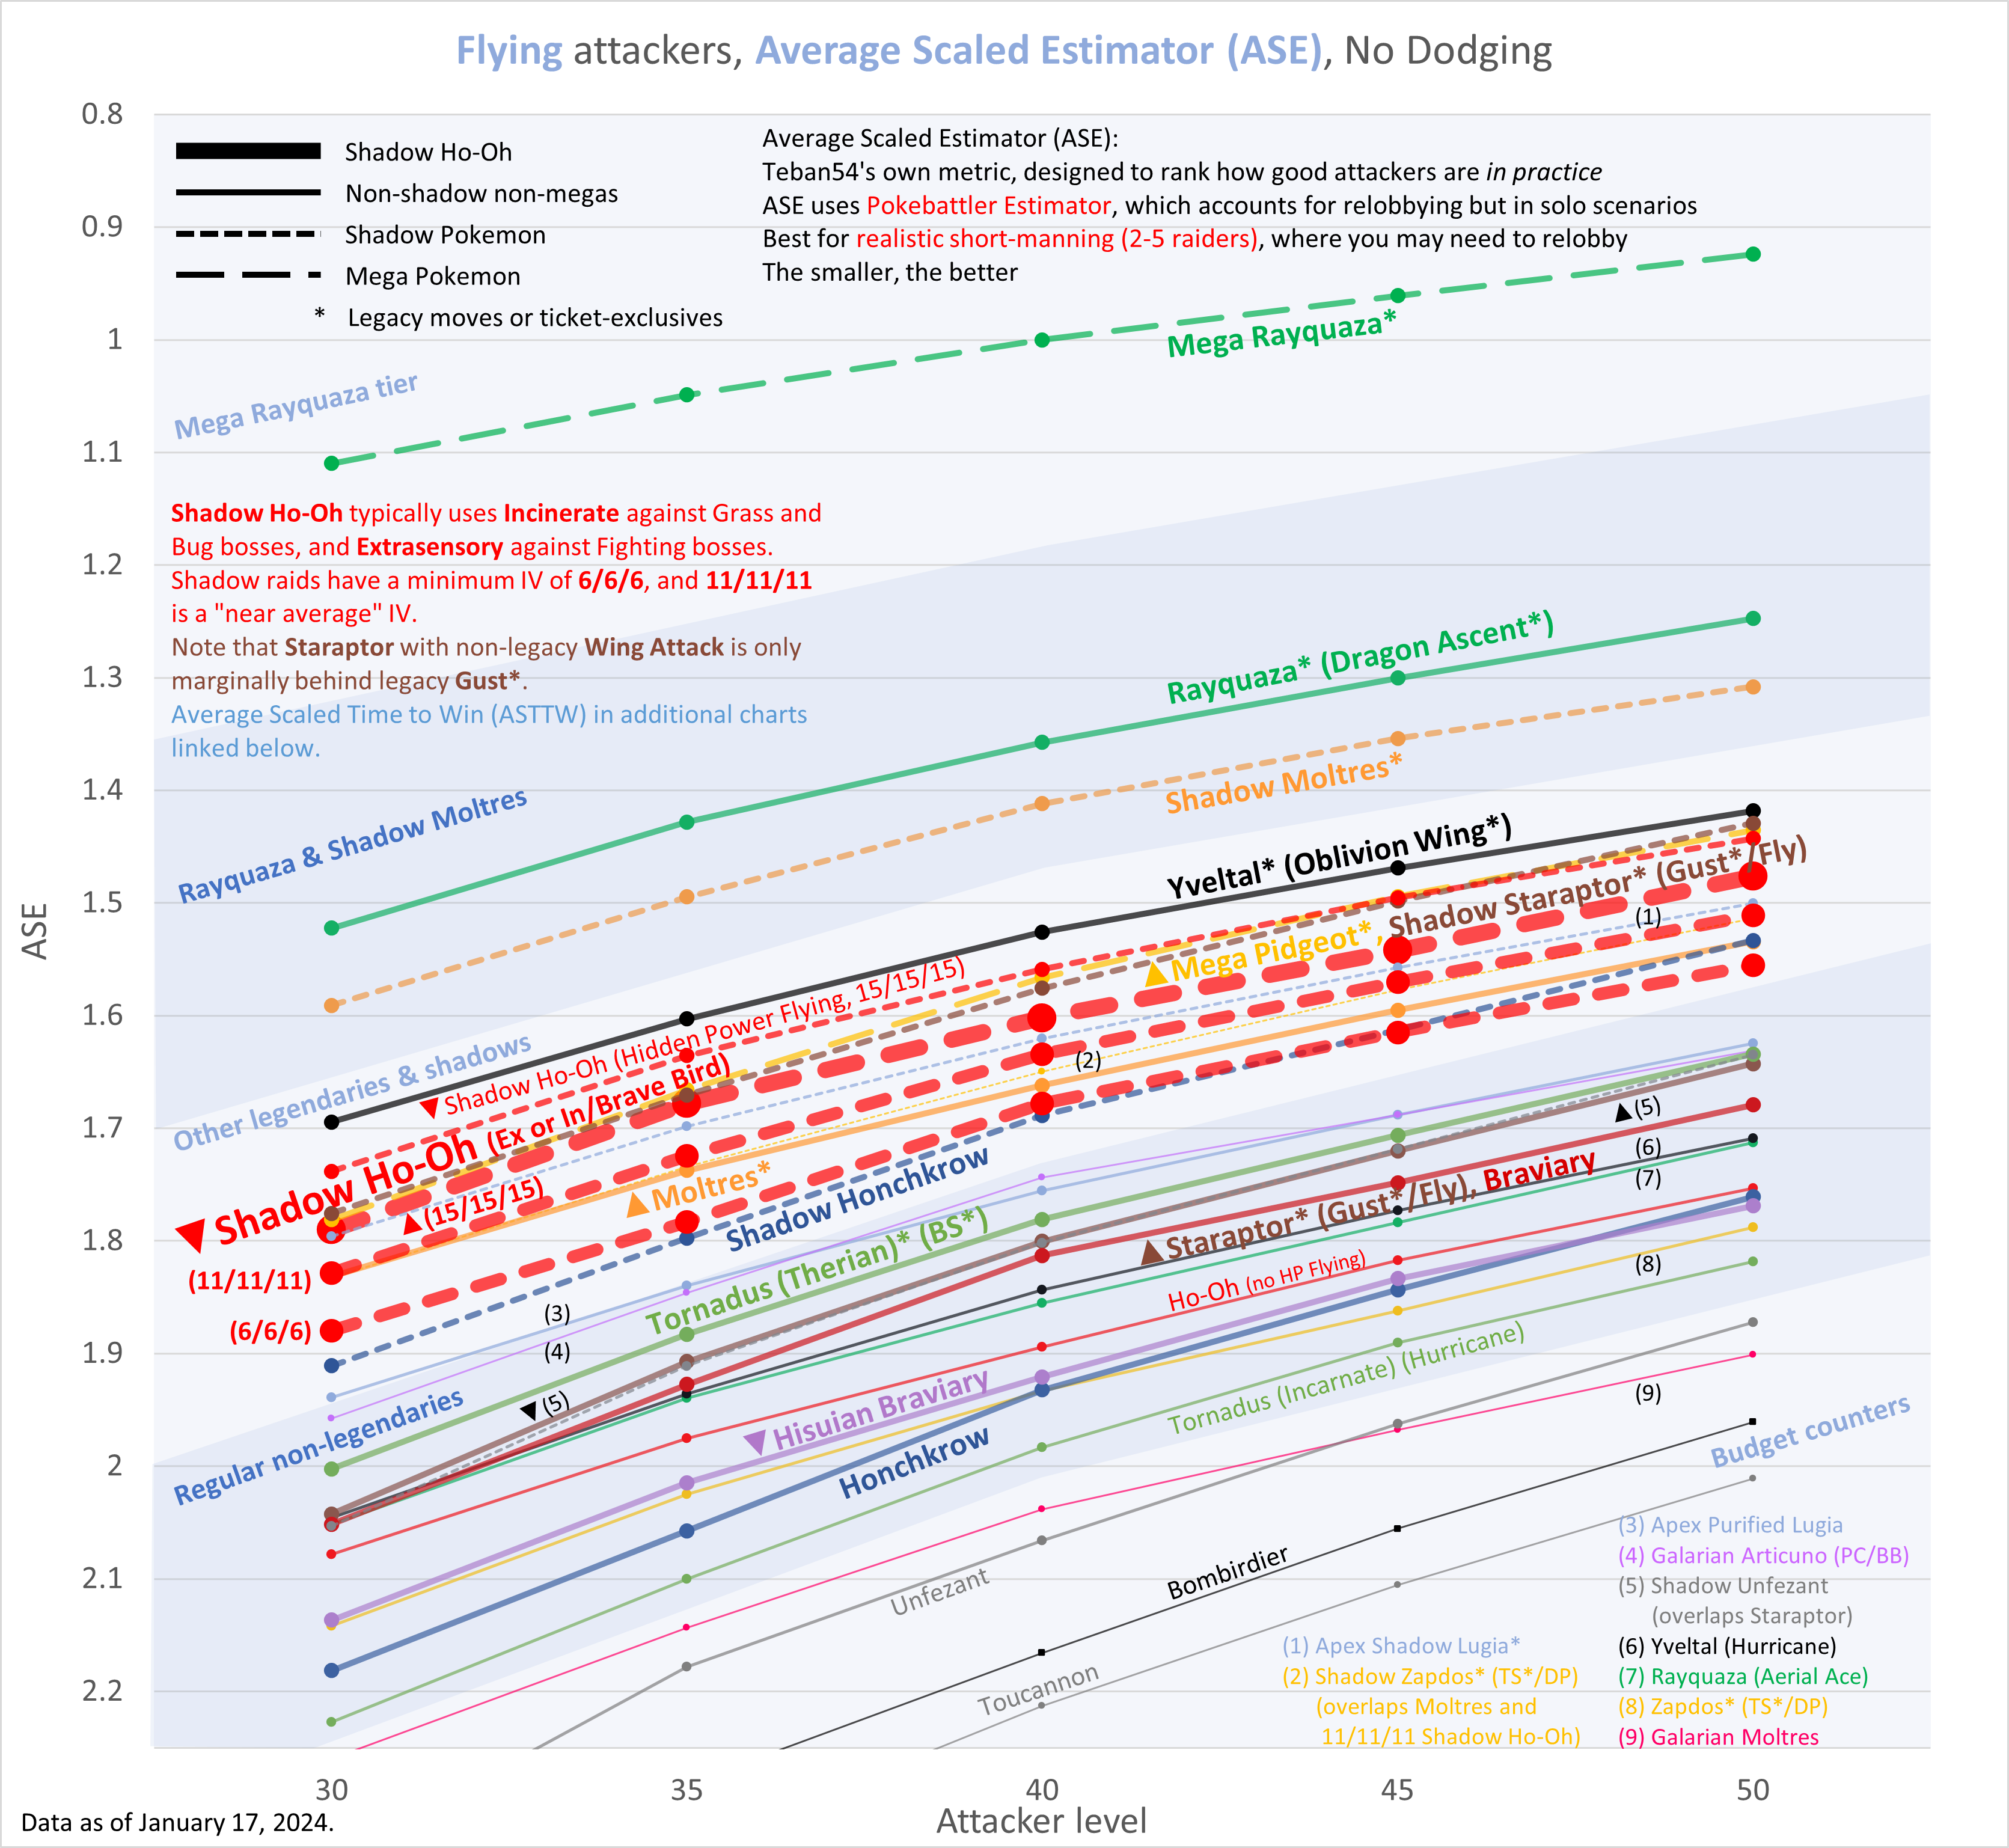 Flying attackers, Average Scaled Estimator (ASE), No Dodging
0.8
0.9
1
1.1
1.2
1.3
1.4
1.5
1.6
1.7
1.8
1.9
2
2.1
2.2
ASE
Shadow Ho-Oh
Non-shadow non-megas
Shadow Pokemon
Mega Pokemon
* Legacy moves or ticket-exclusives
Average Scaled Estimator (ASE):
Teban54's own metric, designed to rank how good attackers are in practice
ASE uses Pokebattler Estimator, which accounts for relobbying but in solo scenarios
Best for realistic short-manning (2-5 raiders), where you may need to relobby
The smaller, the better
Mega Rayquaza*
Mega Rayquaza tier
Shadow Ho-Oh typically uses Incinerate against Grass and
Bug bosses, and Extrasensory against Fighting bosses.
Shadow raids have a minimum IV of 6/6/6, and 11/11/11
is a "near average" IV.
Note that Staraptor with non-legacy Wing Attack is only
marginally behind legacy Gust*.
Average Scaled Time to Win (ASTTW) in additional charts
linked below.
Rayquaza* (Dragon Ascent*)
Shadow Moltres*
Rayquaza & Shadow Moltres
Yveltal* (Oblivion Wing*)
▲Mega Pidgeot*, Shadow Staraptor* (Gust*/Fly)
(1)
Other legendaries & shadows
▼Shadow Ho-Oh (Hidden Power Flying, 15/15/15)
(2)
▼Shadow Ho-Oh (Ex or In/Brave Bird)
▲(15/15/15)
(11/11/11)
(6/6/6)
▲Moltres*
Shadow Honchkrow
▲(5)
(6)
(7)
▲Staraptor* (Gust*/Fly), Braviary
Tornadus (Therian)* (BS*)
Ho-Oh (no HP Flying)
(8)
(3)
(4)
▼(5)
Regular non-legendaries
▼Hisuian Braviary
Honchkrow
Tornadus (Incarnate) (Hurricane)
(9)
Budget counters
Unfezant
Bombirdier
Toucannon
(1) Apex Shadow Lugia*
(2) Shadow Zapdos* (TS*/DP)
(overlaps Moltres and
11/11/11 Shadow Ho-Oh)
(3) Apex Purified Lugia
(4) Galarian Articuno (PC/BB)
(5) Shadow Unfezant
(overlaps Staraptor)
(6) Yveltal (Hurricane)
(7) Rayquaza (Aerial Ace)
(8) Zapdos* (TS*/DP)
(9) Galarian Moltres
30
35
40
45
50
Attacker level
Data as of January 17, 2024.